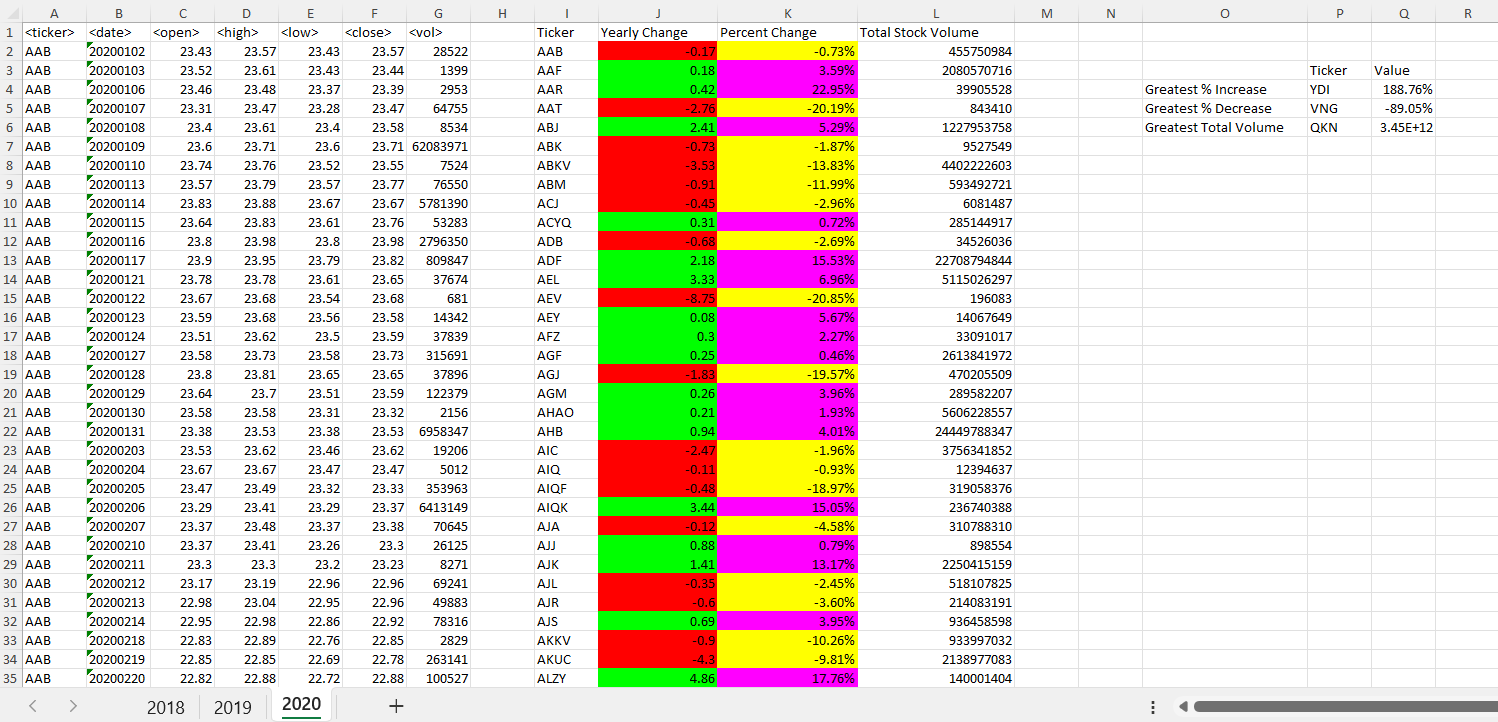 A B C D E F G H I J K L M N O P Q R
1 <ticker> <date> <open> <high> <low> <close> <vol> Ticker Yearly Change Percent Change Total Stock Volume
2 AAB 20200102 23.43 23.57 23.43 23.57 28522 AAB -0.17 -0.73% 455750984
3 AAB 20200103 23.52 23.61 23.43 23.44 1399 AAF 0.18 3.59% 2080570716 Ticker Value
4 AAB 20200106 23.46 23.48 23.37 23.39 2953 AAR 0.42 22.95% 39905528 Greatest % Increase YDI 188.76%
5 AAB 20200107 23.31 23.47 23.28 23.47 64755 AAT -2.76 -20.19% 843410 Greatest % Decrease VNG -89.05%
6 AAB 20200108 23.4 23.61 23.4 23.58 8534 ABJ 2.41 5.29% 1227953758 Greatest Total Volume QKN 3.45E+12
7 AAB 20200109 23.6 23.71 23.6 23.71 62083971 ABK -0.73 -1.87% 9527549
8 AAB 20200110 23.74 23.76 23.52 23.55 7524 ABKV -3.53 -13.83% 4402222603
9 AAB 20200113 23.57 23.79 23.57 23.77 76550 ABM -0.91 -11.99% 593492721
10 AAB 20200114 23.83 23.88 23.67 23.67 5781390 ACJ -0.45 -2.96% 6081487
11 AAB 20200115 23.64 23.83 23.61 23.76 53283 ACYQ 0.31 0.72% 285144917
12 AAB 20200116 23.8 23.98 23.8 23.98 2796350 ADB -0.68 -2.69% 34526036
13 AAB 20200117 23.9 23.95 23.79 23.82 809847 ADF 2.18 15.53% 22708794844
14 AAB 20200121 23.78 23.78 23.61 23.65 37674 AEL 3.33 6.96% 5115026297
15 AAB 20200122 23.67 23.68 23.54 23.68 681 AEV -8.75 -20.85% 196083
16 AAB 20200123 23.59 23.68 23.56 23.58 14342 AEY 0.08 5.67% 14067649
17 AAB 20200124 23.51 23.62 23.5 23.59 37839 AFZ 0.3 2.27% 33091017
18 AAB 20200127 23.58 23.73 23.58 23.73 315691 AGF 0.25 0.46% 2613841972
19 AAB 20200128 23.8 23.81 23.65 23.65 37896 AGJ -1.83 -19.57% 470205509
20 AAB 20200129 23.64 23.7 23.51 23.59 122379 AGM 0.26 3.96% 289582207
21 AAB 20200130 23.58 23.58 23.31 23.32 2156 AHAO 0.21 1.93% 5606228557
22 AAB 20200131 23.38 23.53 23.38 23.53 6958347 AHB 0.94 4.01% 24449788347
23 AAB 20200203 23.53 23.62 23.46 23.62 19206 AIC -2.47 -1.96% 3756341852
24 AAB 20200204 23.67 23.67 23.47 23.47 5012 AIQ -0.11 -0.93% 12394637
25 AAB 20200205 23.47 23.49 23.32 23.33 353963 AIQF -0.48 -18.97% 319058376
26 AAB 20200206 23.29 23.41 23.29 23.37 6413149 AIQK 3.44 15.05% 236740388
27 AAB 20200207 23.37 23.48 23.37 23.38 70645 AJA -0.12 -4.58% 310788310
28 AAB 20200210 23.37 23.41 23.26 23.3 26125 AJJ 0.88 0.79% 898554
29 AAB 20200211 23.3 23.3 23.2 23.23 8271 AJK 1.41 13.17% 2250415159
30 AAB 20200212 23.17 23.19 22.96 22.96 69241 AJL -0.35 -2.45% 518107825
31 AAB 20200213 22.98 23.04 22.95 22.96 49883 AJR -0.6 -3.60% 214083191
32 AAB 20200214 22.95 22.98 22.86 22.92 78316 AJS 0.69 3.95% 936458598
33 AAB 20200218 22.83 22.89 22.76 22.85 2829 AKKV -0.9 -10.26% 933997032
34 AAB 20200219 22.85 22.85 22.69 22.78 263141 AKUC -4.3 -9.81% 2138977083
35 AAB 20200220 22.82 22.88 22.72 22.88 100527 ALZY 4.86 17.76% 140001404
2018 2019 2020